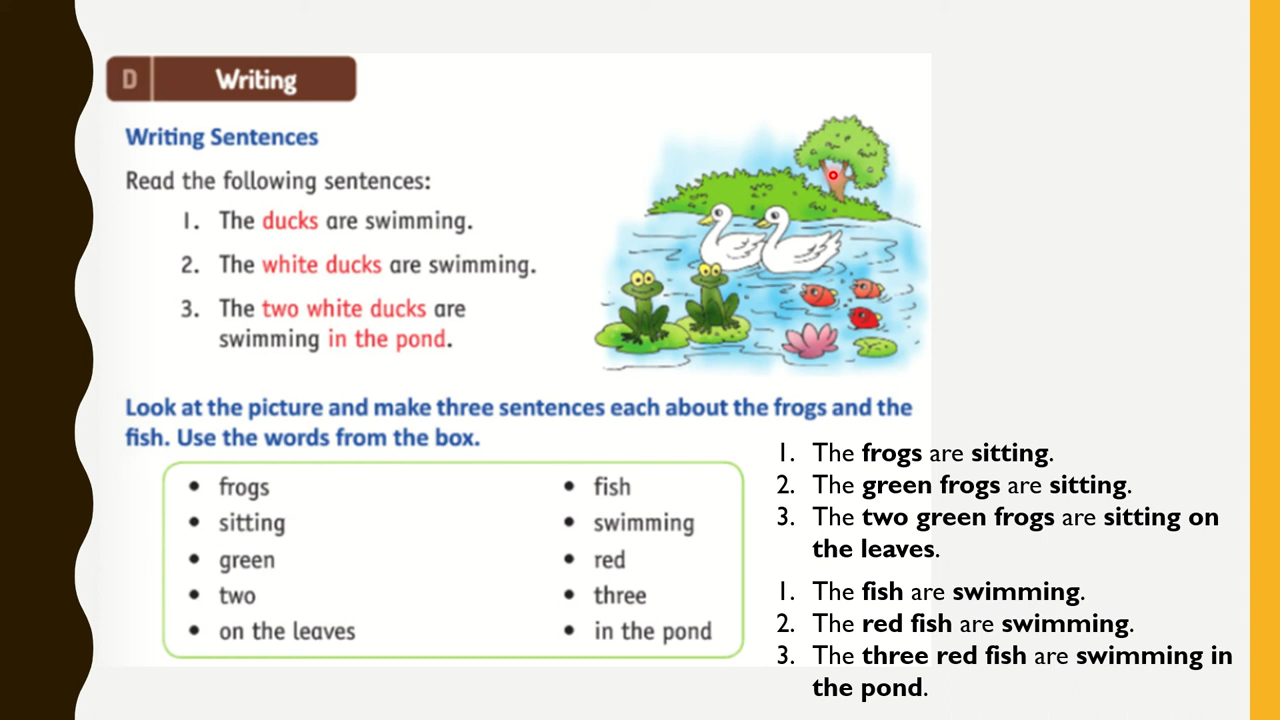 D Writing
Writing Sentences
Read the following sentences:
1. The ducks are swimming.
2. The white ducks are swimming.
3. The two white ducks are
swimming in the pond.
Look at the picture and make three sentences each about the frogs and the
fish. Use the words from the box.
• frogs
• sitting
• green
• two
• on the leaves
• fish
• swimming
• red
• three
• in the pond
1. The frogs are sitting.
2. The green frogs are sitting.
3. The two green frogs are sitting on
the leaves.
1. The fish are swimming.
2. The red fish are swimming.
3. The three red fish are swimming in
the pond.